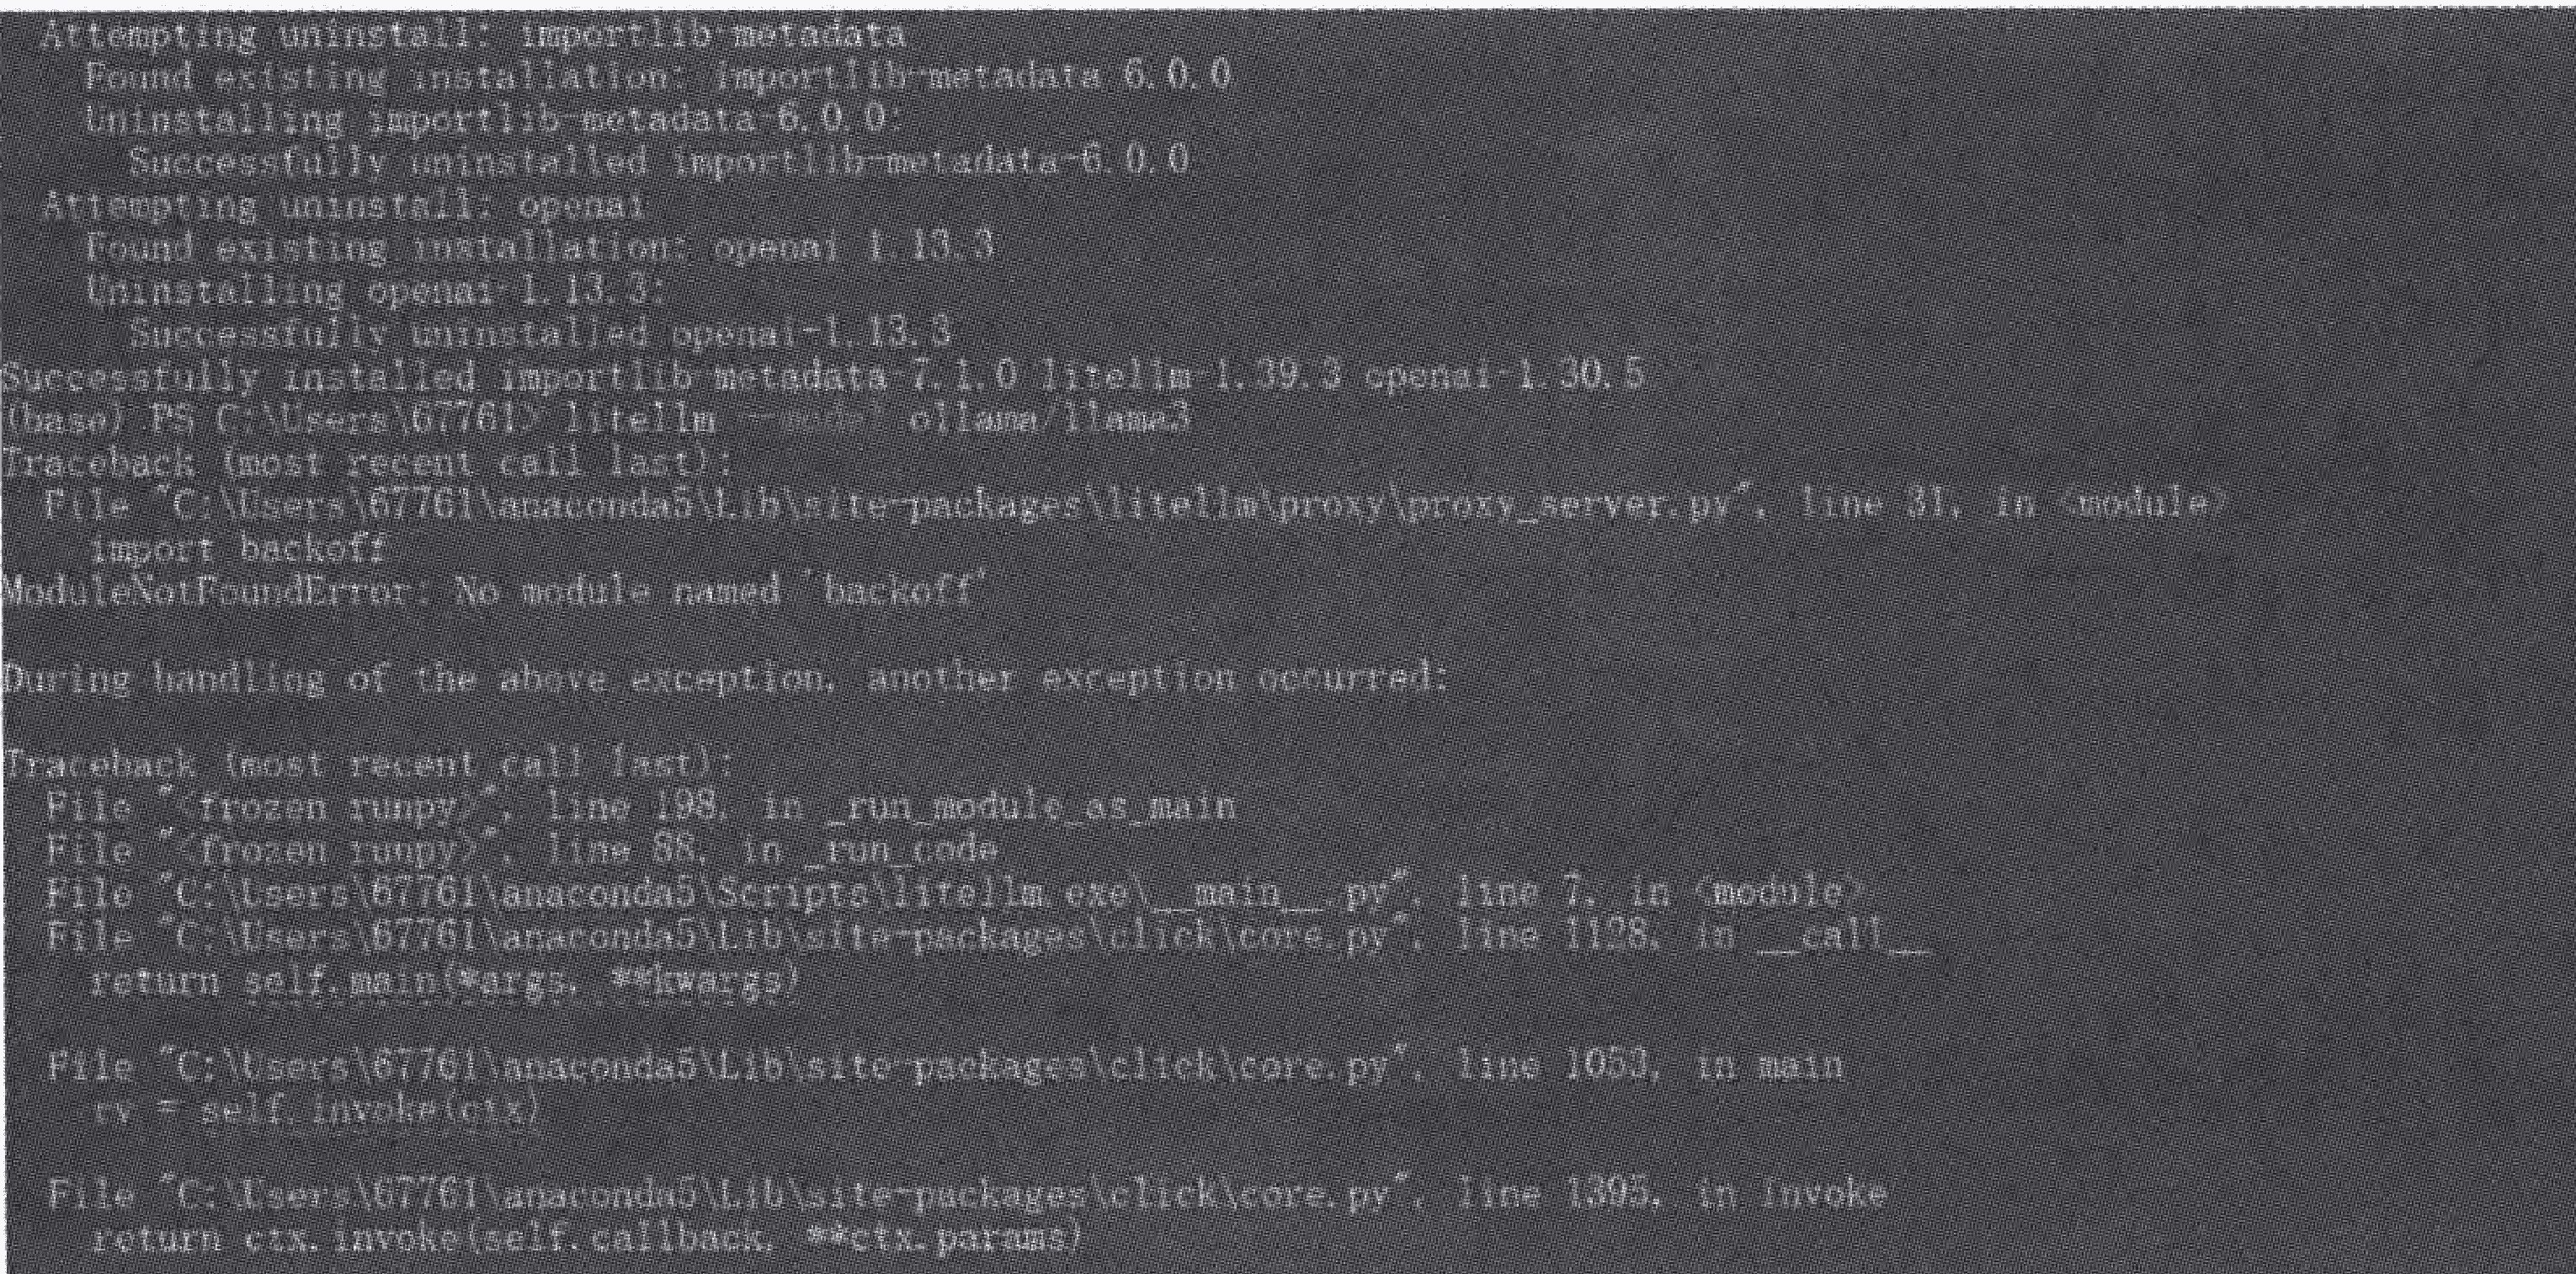 Attempting uninstall: importlib-metadata
Found existing installation: importlib-metadata 6.0.0
Uninstalling importlib-metadata-6.0.0:
Successfully uninstalled importlib-metadata-6.0.0
Attempting uninstall: openai
Found existing installation: openai 1.13.3
Uninstalling openai-1.13.3:
Successfully uninstalled openai-1.13.3
Successfully installed importlib-metadata-7.1.0 litellm-1.39.3 openai-1.30.5
(base) PS C:\Users\67761> litellm --model ollama/llama3
Traceback (most recent call last):
File "C:\Users\67761\anaconda5\Lib\site-packages\litellm\proxy\proxy_server.py", line 31, in <module>
import backoff
ModuleNotFoundError: No module named 'backoff'
During handling of the above exception, another exception occurred:
Traceback (most recent call last):
File "<frozen runpy>", line 198, in _run_module_as_main
File "<frozen runpy>", line 88, in _run_code
File "C:\Users\67761\anaconda5\Scripts\litellm.exe\__main__.py", line 7, in <module>
File "C:\Users\67761\anaconda5\Lib\site-packages\click\core.py", line 1128, in __call__
return self.main(*args, **kwargs)
File "C:\Users\67761\anaconda5\Lib\site-packages\click\core.py", line 1053, in main
rv = self.invoke(ctx)
File "C:\Users\67761\anaconda5\Lib\site-packages\click\core.py", line 1395, in invoke
return ctx.invoke(self.callback, **ctx.params)